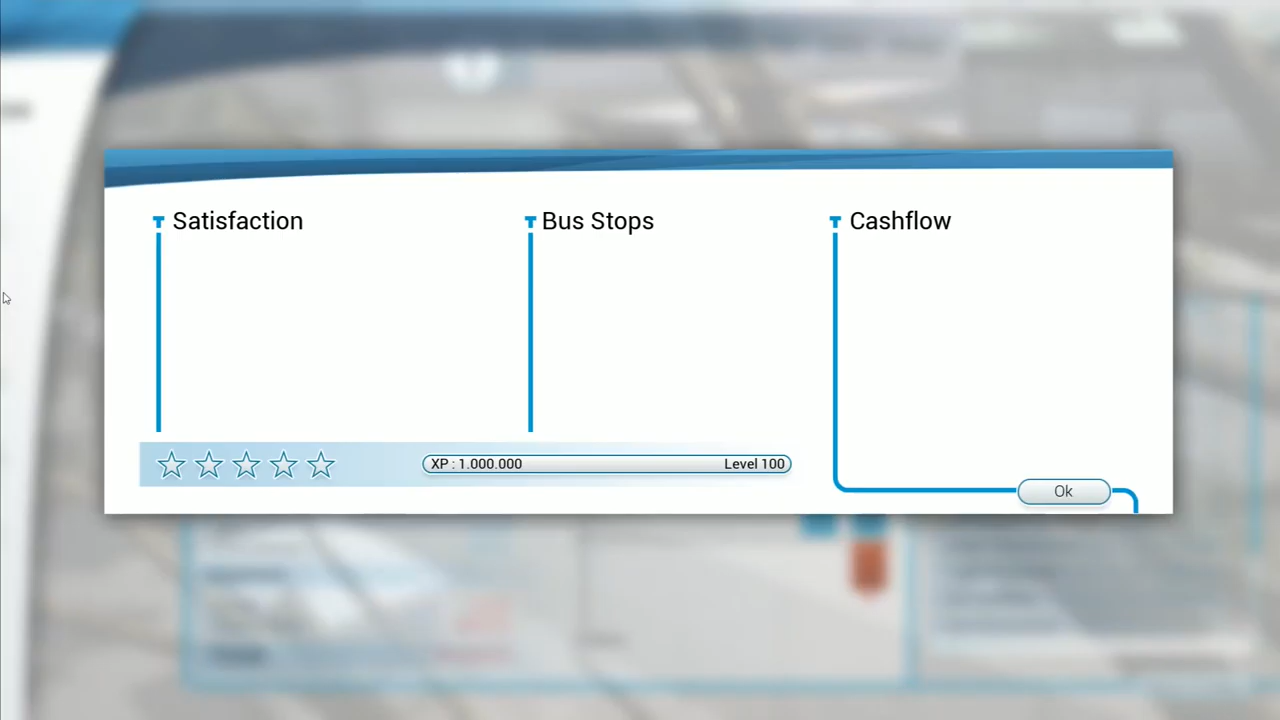 Satisfaction
Bus Stops
Cashflow
XP : 1.000.000
Level 100
Ok